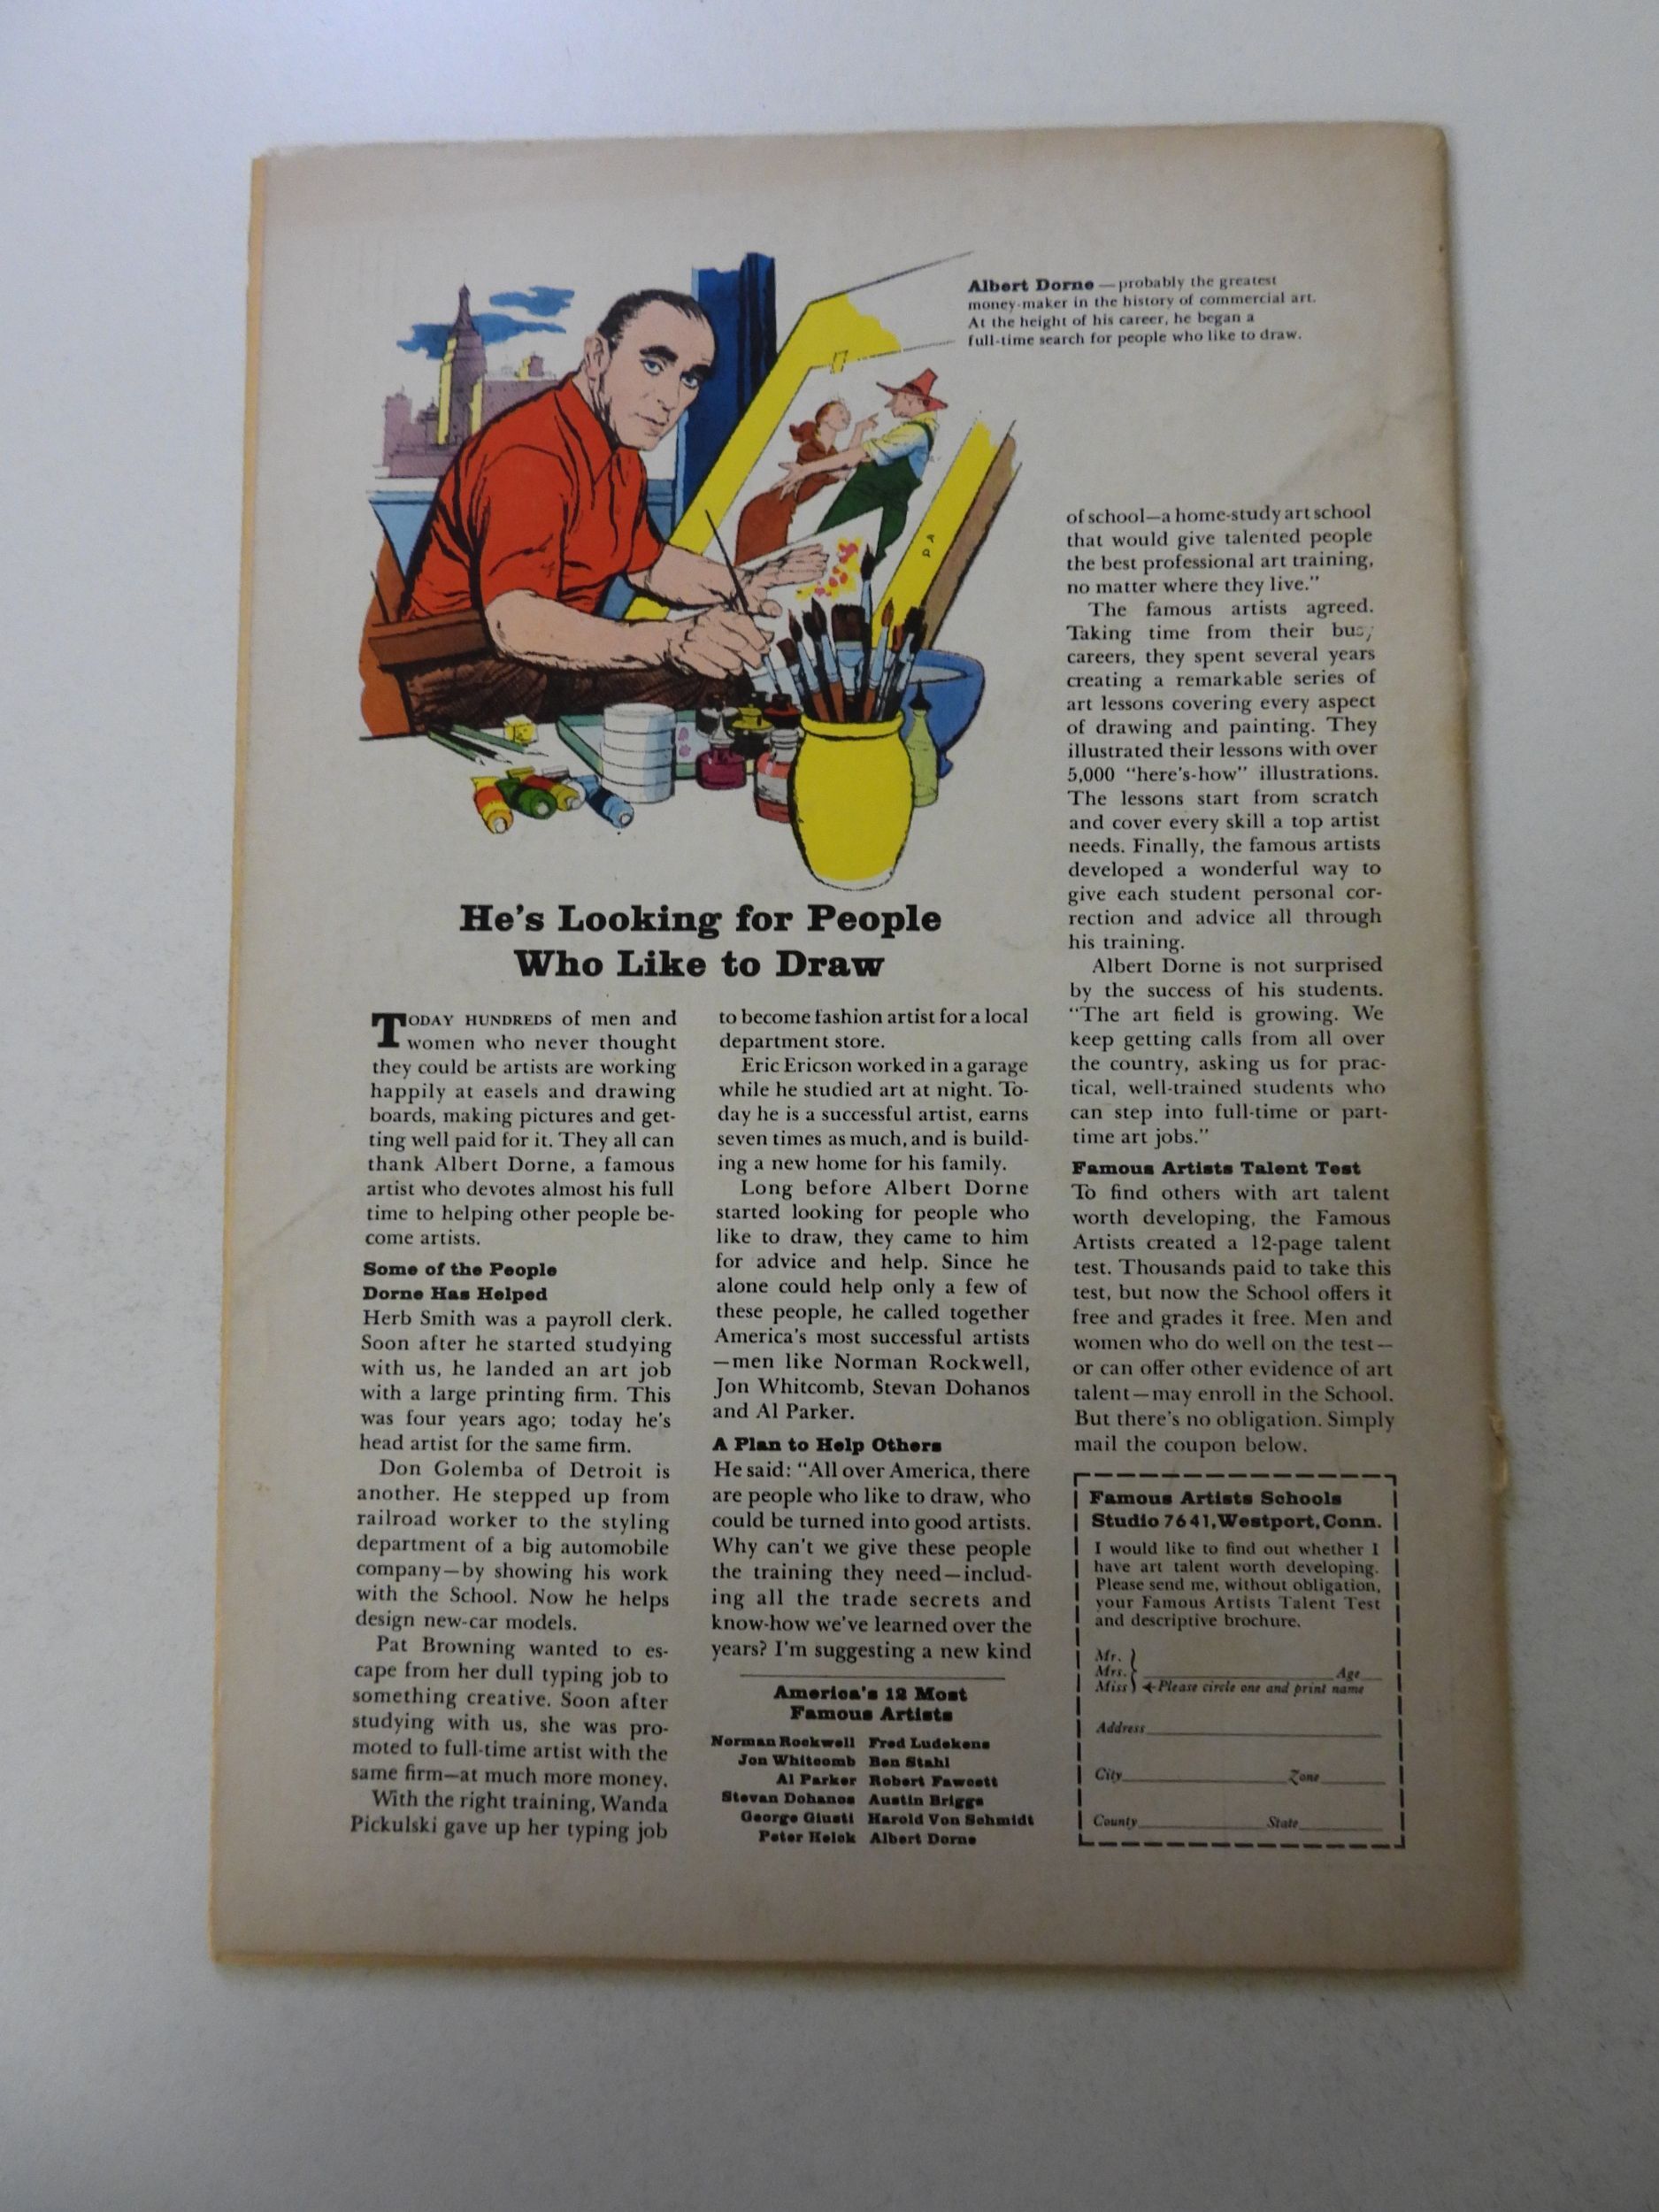 Albert Dorne — probably the greatest
money-maker in the history of commercial art.
At the height of his career, he began a
full-time search for people who like to draw.
He's Looking for People
Who Like to Draw
TODAY HUNDREDS of men and
women who never thought
they could be artists are working
happily at easels and drawing
boards, making pictures and get-
ting well paid for it. They all can
thank Albert Dorne, a famous
artist who devotes almost his full
time to helping other people be-
come artists.
Some of the People
Dorne Has Helped
Herb Smith was a payroll clerk.
Soon after he started studying
with us, he landed an art job
with a large printing firm. This
was four years ago; today he's
head artist for the same firm.
Don Golemba of Detroit is
another. He stepped up from
railroad worker to the styling
department of a big automobile
company—by showing his work
with the School. Now he helps
design new-car models.
Pat Browning wanted to es-
cape from her dull typing job to
something creative. Soon after
studying with us, she was pro-
moted to full-time artist with the
same firm—at much more money.
With the right training, Wanda
Pickulski gave up her typing job
to become fashion artist for a local
department store.
Eric Ericson worked in a garage
while he studied art at night. To-
day he is a successful artist, earns
seven times as much, and is build-
ing a new home for his family.
Long before Albert Dorne
started looking for people who
like to draw, they came to him
for advice and help. Since he
alone could help only a few of
these people, he called together
America's most successful artists
—men like Norman Rockwell,
Jon Whitcomb, Stevan Dohanos
and Al Parker.
A Plan to Help Others
He said: "All over America, there
are people who like to draw, who
could be turned into good artists.
Why can't we give these people
the training they need—includ-
ing all the trade secrets and
know-how we've learned over the
years? I'm suggesting a new kind
America's 12 Most
Famous Artists
Norman Rockwell Fred Ludekens
Jon Whitcomb Ben Stahl
Al Parker Robert Fawcett
Stevan Dohanos Austin Briggs
George Giusti Harold Von Schmidt
Peter Helck Albert Dorne
of school—a home-study art school
that would give talented people
the best professional art training,
no matter where they live."
The famous artists agreed.
Taking time from their busy
careers, they spent several years
creating a remarkable series of
art lessons covering every aspect
of drawing and painting. They
illustrated their lessons with over
5,000 "here's-how" illustrations.
The lessons start from scratch
and cover every skill a top artist
needs. Finally, the famous artists
developed a wonderful way to
give each student personal cor-
rection and advice all through
his training.
Albert Dorne is not surprised
by the success of his students.
"The art field is growing. We
keep getting calls from all over
the country, asking us for prac-
tical, well-trained students who
can step into full-time or part-
time art jobs."
Famous Artists Talent Test
To find others with art talent
worth developing, the Famous
Artists created a 12-page talent
test. Thousands paid to take this
test, but now the School offers it
free and grades it free. Men and
women who do well on the test—
or can offer other evidence of art
talent—may enroll in the School.
But there's no obligation. Simply
mail the coupon below.
Famous Artists Schools
Studio 7641, Westport, Conn.
I would like to find out whether I
have art talent worth developing.
Please send me, without obligation,
your Famous Artists Talent Test
and descriptive brochure.
Mr.
Mrs. Age
Miss Please circle one and print name
Address
City Zone
County State